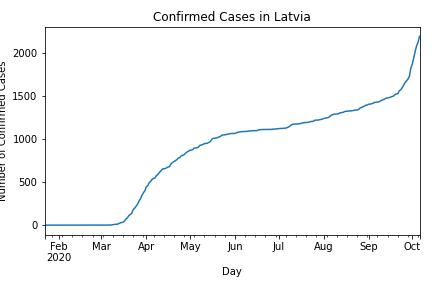 Confirmed Cases in Latvia
Number of Confirmed Cases
2000
1500
1000
500
0
Feb Mar Apr May Jun Jul Aug Sep Oct
2020
Day